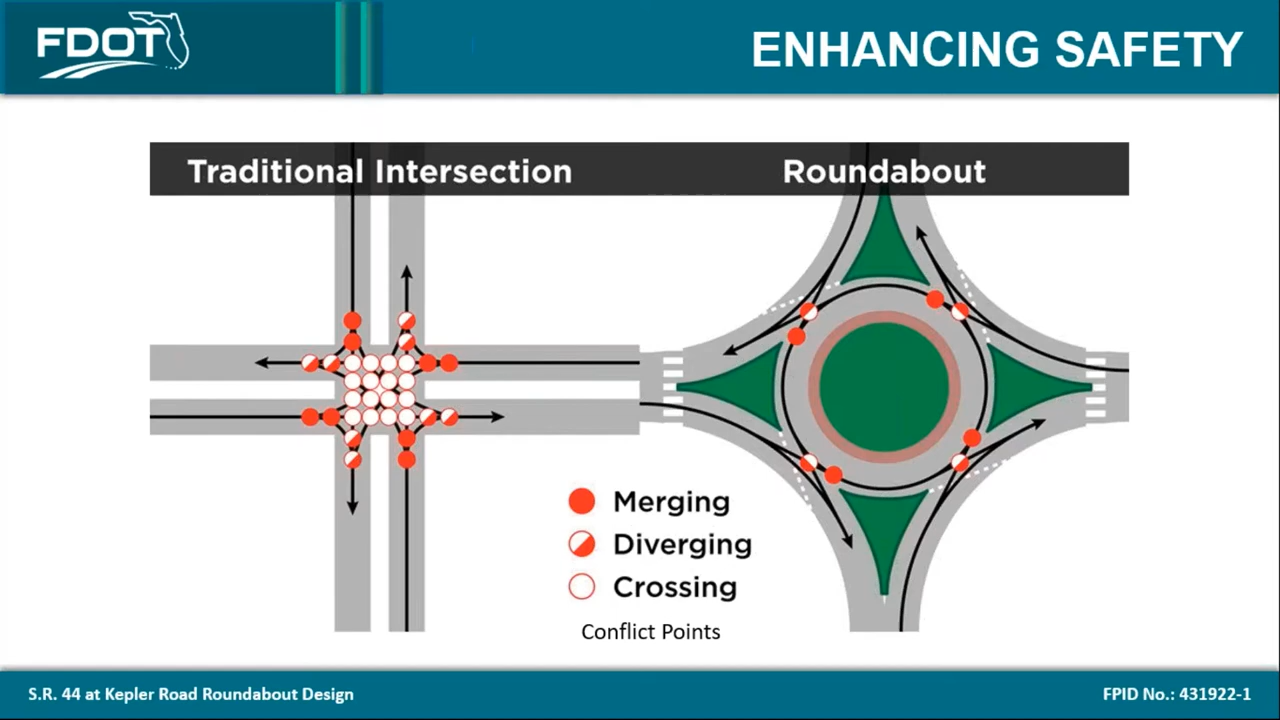 FDOT
ENHANCING SAFETY
Traditional Intersection
Roundabout
Merging
Diverging
Crossing
Conflict Points
S.R. 44 at Kepler Road Roundabout Design
FPID No.: 431922-1